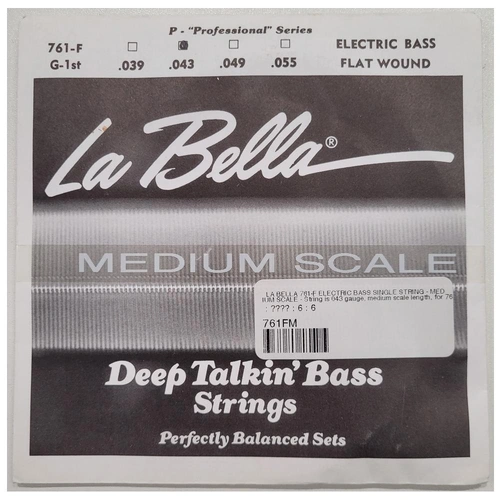 P - "Professional" Series
761-F ELECTRIC BASS
G-1st .039 .043 .049 .055 FLAT WOUND
La Bella®
MEDIUM SCALE
LA BELLA 761-F ELECTRIC BASS SINGLE STRING - MED
IUM SCALE - String is 043 gauge, medium scale length, for 76
: ???? : 6 : 6
761FM
Deep Talkin' Bass
Strings
Perfectly Balanced Sets